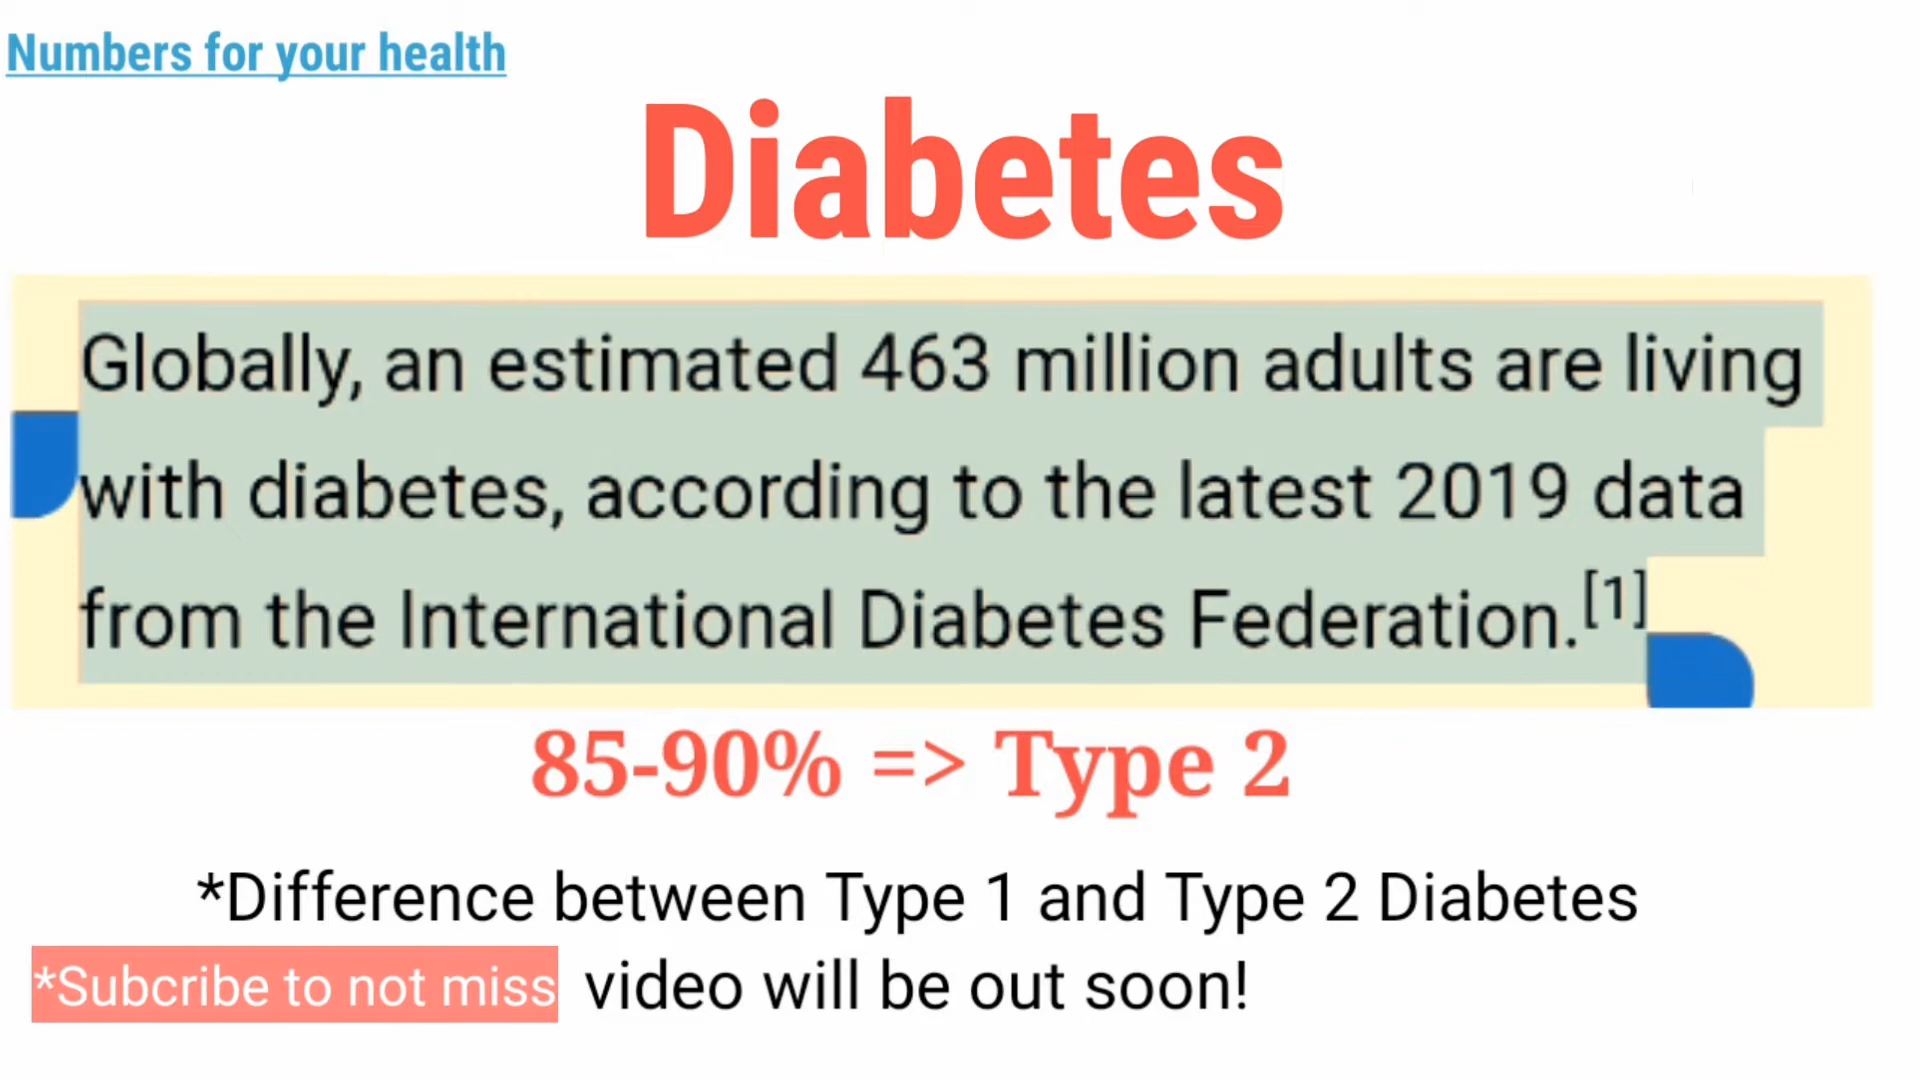 Numbers for your health
Diabetes
Globally, an estimated 463 million adults are living
with diabetes, according to the latest 2019 data
from the International Diabetes Federation.[1]
85-90% => Type 2
*Difference between Type 1 and Type 2 Diabetes
*Subcribe to not miss video will be out soon!